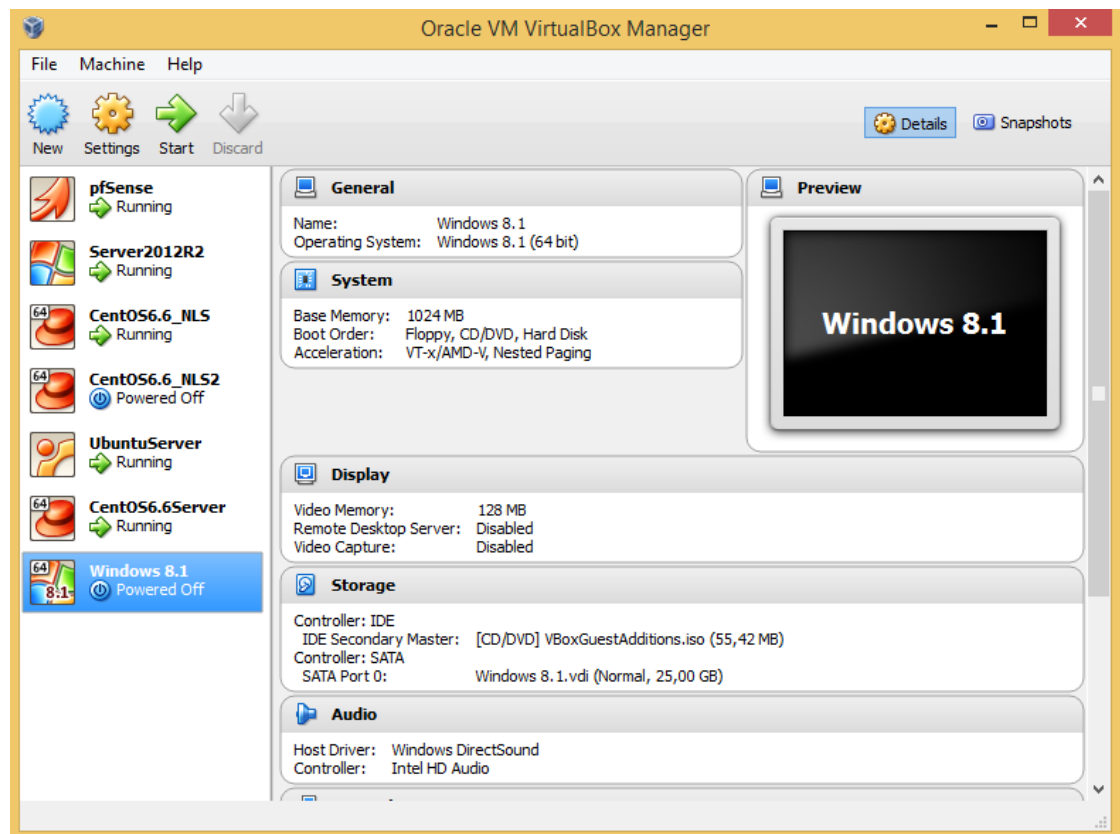 Oracle VM VirtualBox Manager
File Machine Help
New Settings Start Discard
Details Snapshots
pfSense
Running
Server2012R2
Running
64
CentOS6.6_NLS
Running
64
CentOS6.6_NLS2
Powered Off
UbuntuServer
Running
64
CentOS6.6Server
Running
64
8.1
Windows 8.1
Powered Off
General
Name: Windows 8.1
Operating System: Windows 8.1 (64 bit)
System
Base Memory: 1024 MB
Boot Order: Floppy, CD/DVD, Hard Disk
Acceleration: VT-x/AMD-V, Nested Paging
Preview
Windows 8.1
Display
Video Memory: 128 MB
Remote Desktop Server: Disabled
Video Capture: Disabled
Storage
Controller: IDE
IDE Secondary Master: [CD/DVD] VBoxGuestAdditions.iso (55,42 MB)
Controller: SATA
SATA Port 0: Windows 8.1.vdi (Normal, 25,00 GB)
Audio
Host Driver: Windows DirectSound
Controller: Intel HD Audio